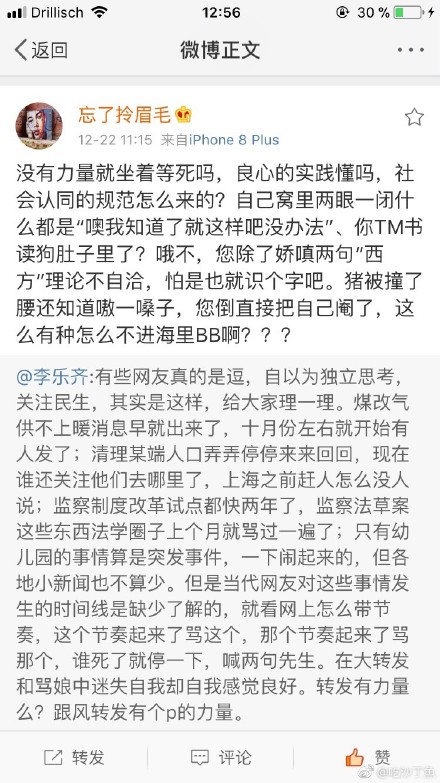 Drillisch 12:56 30 %
返回 微博正文
忘了拎眉毛
12-22 11:15 来自iPhone 8 Plus
没有力量就坐着等死吗，良心的实践懂吗，社
会认同的规范怎么来的？自己窝里两眼一闭什
么都是“噢我知道了就这样吧没办法”、你TM书
读狗肚子里了？哦不，您除了娇嗔两句“西
方”理论不自洽，怕是也就识个字吧。猪被撞了
腰还知道嗷一嗓子，您倒直接把自己阉了，这
么有种怎么不进海里BB啊？？？
@李乐齐:有些网友真的是逗，自以为独立思考，
关注民生，其实是这样，给大家理一理。煤改气
供不上暖消息早就出来了，十月份左右就开始有
人发了；清理某端人口弄弄停停来来回回，现在
谁还关注他们去哪里了，上海之前赶人怎么没人
说；监察制度改革试点都快两年了，监察法草案
这些东西法学圈子上个月就骂过一遍了；只有幼
儿园的事情算是突发事件，一下闹起来的，但各
地小新闻也不算少。但是当代网友对这些事情发
生的时间线是缺少了解的，就看网上怎么带节
奏，这个节奏起来了骂这个，那个节奏起来了骂
那个，谁死了就停一下，喊两句先生。在大转发
和骂娘中迷失自我却自我感觉良好。转发有力量
么？跟风转发有个p的力量。
转发 评论 赞